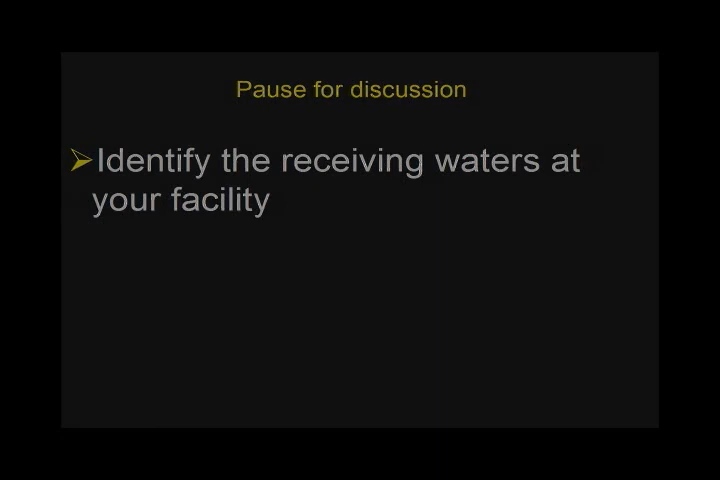 Pause for discussion
Identify the receiving waters at
your facility